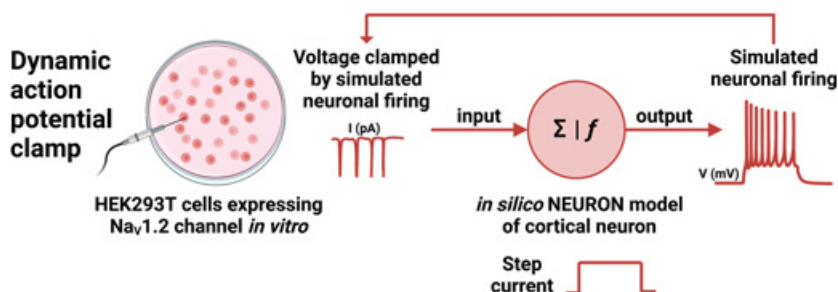 Dynamic
action
potential
clamp
HEK293T cells expressing
NaV1.2 channel in vitro
Voltage clamped
by simulated
neuronal firing
I (pA)
input
Σ | f
in silico NEURON model
of cortical neuron
output
Simulated
neuronal firing
V (mV)
Step
current